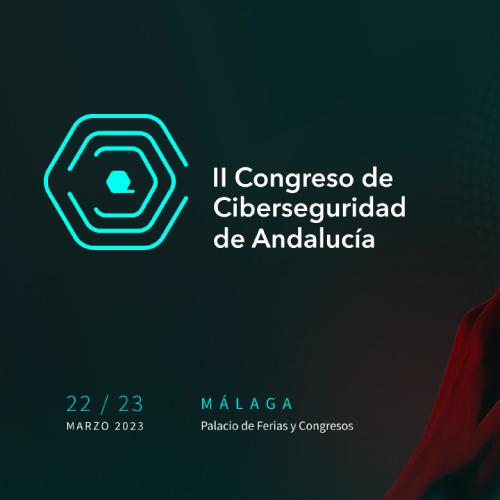 II Congreso de
Ciberseguridad
de Andalucía
22 / 23
MARZO 2023
MÁLAGA
Palacio de Ferias y Congresos